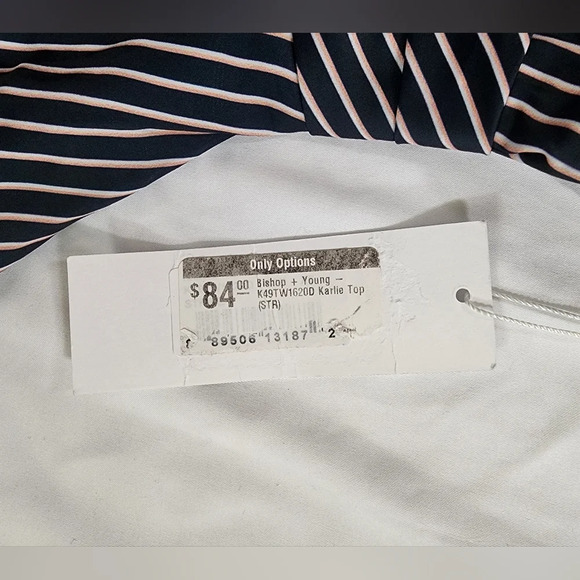 Only Options
$84.00 Bishop + Young –
K49TW1620D Karlie Top
(STR)
89506 13187 2